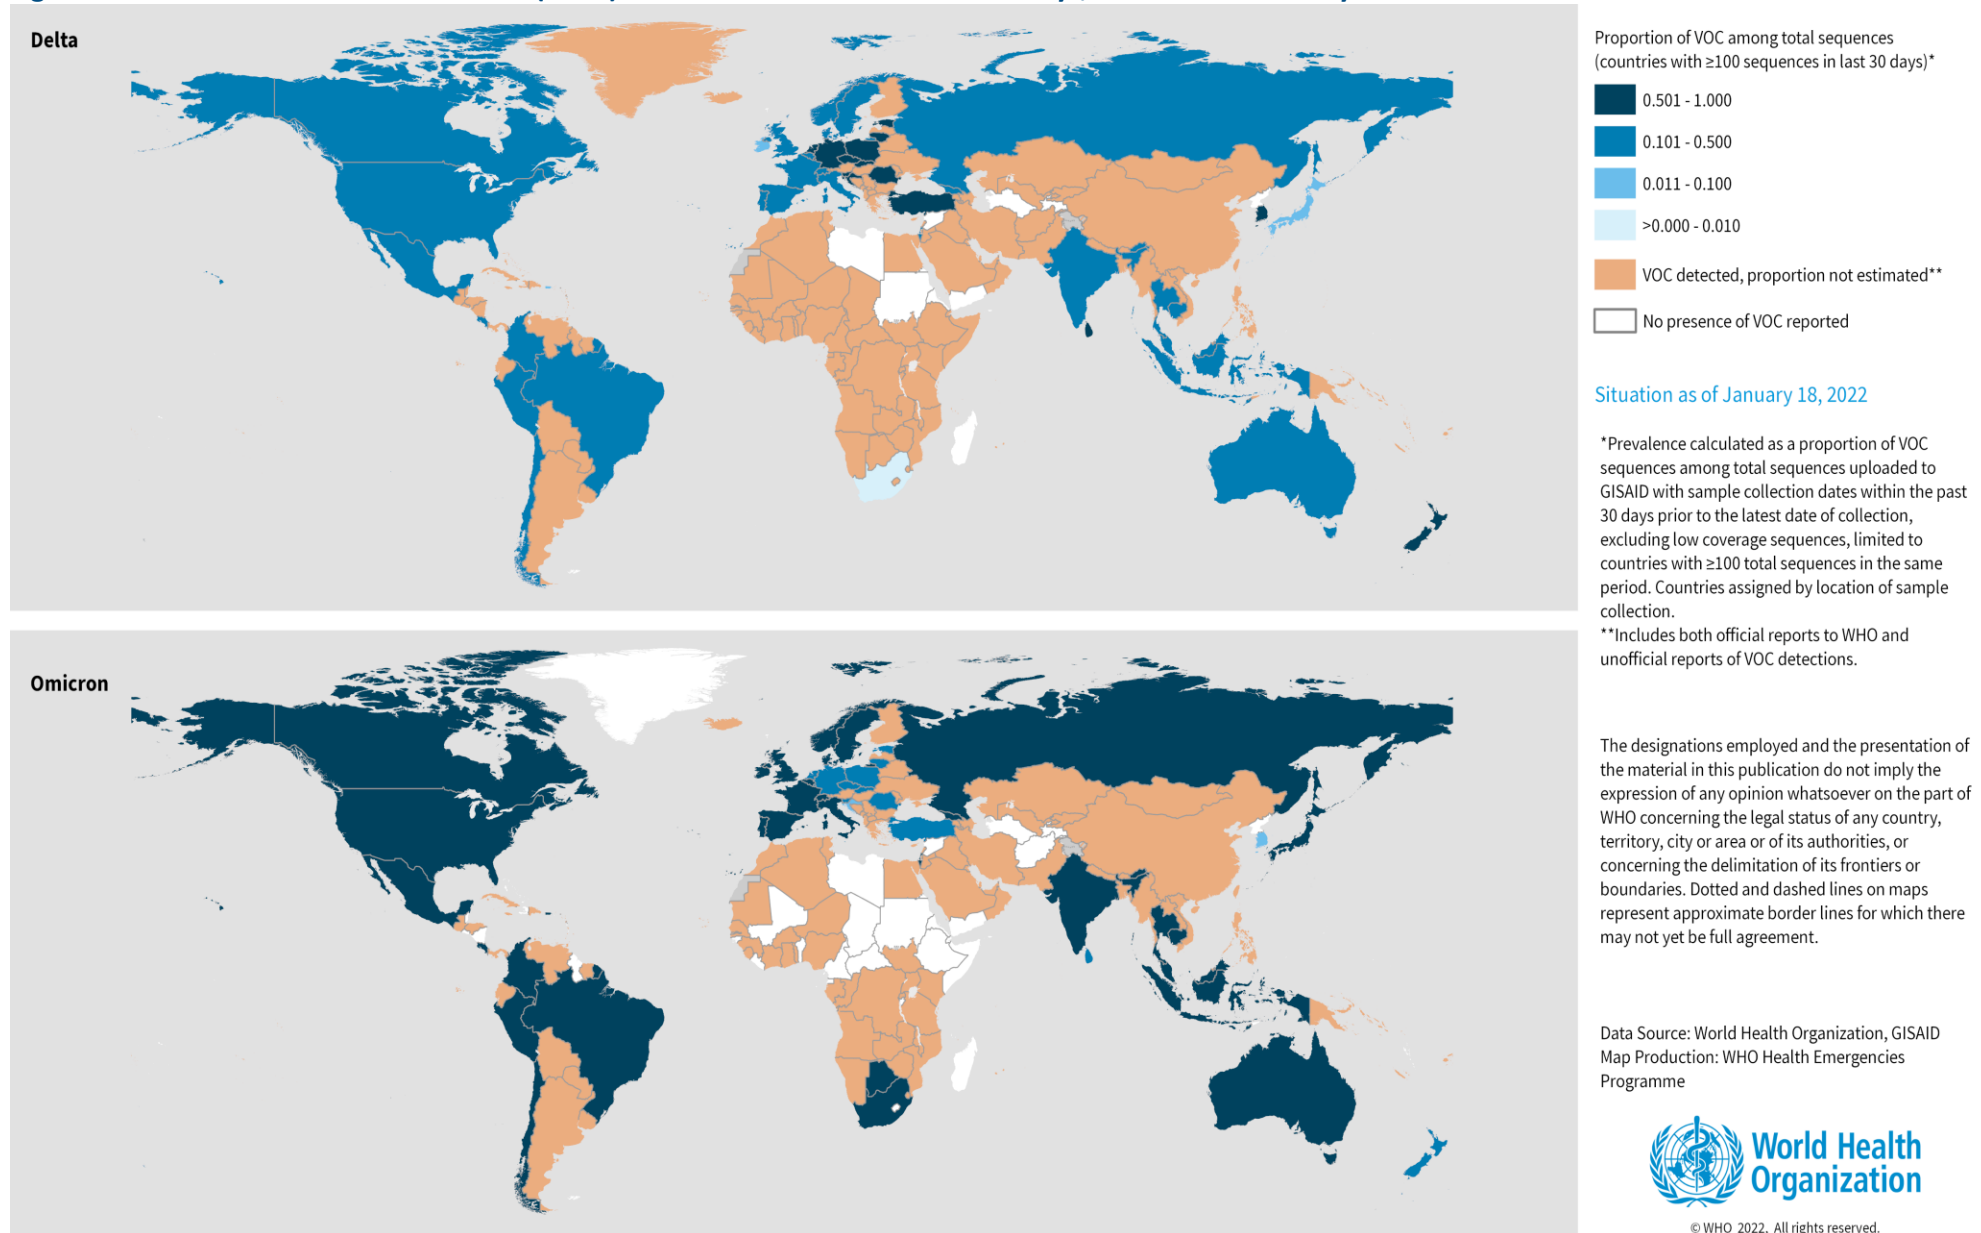 Delta
Proportion of VOC among total sequences
(countries with ≥100 sequences in last 30 days)*
0.501 - 1.000
0.101 - 0.500
0.011 - 0.100
>0.000 - 0.010
VOC detected, proportion not estimated**
No presence of VOC reported
Situation as of January 18, 2022
*Prevalence calculated as a proportion of VOC
sequences among total sequences uploaded to
GISAID with sample collection dates within the past
30 days prior to the latest date of collection,
excluding low coverage sequences, limited to
countries with ≥100 total sequences in the same
period. Countries assigned by location of sample
collection.
**Includes both official reports to WHO and
unofficial reports of VOC detections.
Omicron
The designations employed and the presentation of
the material in this publication do not imply the
expression of any opinion whatsoever on the part of
WHO concerning the legal status of any country,
territory, city or area or of its authorities, or
concerning the delimitation of its frontiers or
boundaries. Dotted and dashed lines on maps
represent approximate border lines for which there
may not yet be full agreement.
Data Source: World Health Organization, GISAID
Map Production: WHO Health Emergencies
Programme
World Health
Organization
© WHO 2022. All rights reserved.